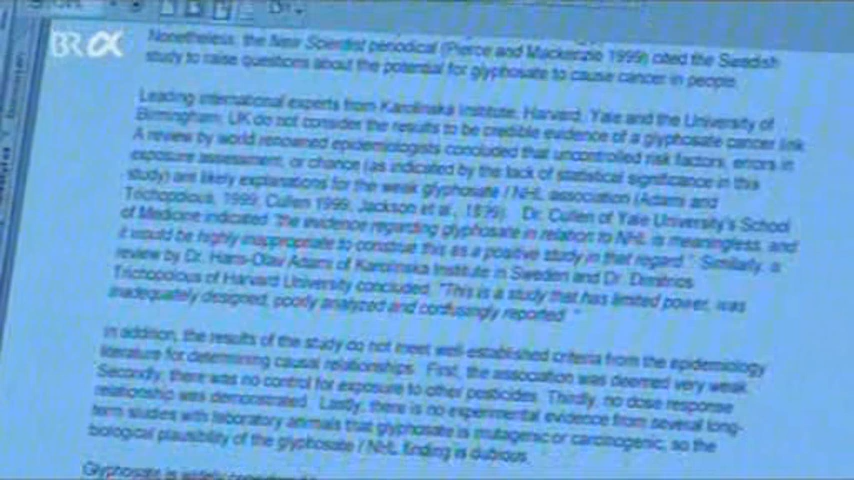 BR α
Nonetheless, the New Scientist periodical (Pierce and Mackenzie 1999) cited the Swedish
study to raise questions about the potential for glyphosate to cause cancer in people.
Leading international experts from Karolinska Institute, Harvard, Yale and the University of
Birmingham, UK do not consider the results to be credible evidence of a glyphosate cancer link.
A review by world renowned epidemiologists concluded that uncontrolled risk factors, errors in
exposure assessment, or chance (as indicated by the lack of statistical significance in this
study) are likely explanations for the weak glyphosate / NHL association (Adami and
Trichopolous, 1999, Cullen 1999, Jackson et al., 1999). Dr. Cullen of Yale University's School
of Medicine indicated "the evidence regarding glyphosate in relation to NHL is meaningless, and
it would be highly inappropriate to construct this as a positive study in that regard." Similarly, a
review by Dr. Hans-Olav Adami of Karolinska Institute in Sweden and Dr. Dimitrios
Trichopolous of Harvard University concluded, "This is a study that has limited power, was
inadequately designed, poorly analyzed and confusingly reported."
In addition, the results of the study do not meet well-established criteria from the epidemiology
literature for determining causal relationships. First, the association was deemed very weak.
Secondly, there was no control for exposure to other pesticides. Thirdly, no dose response
relationship was demonstrated. Lastly, there is no experimental evidence from several long-
term studies with laboratory animals that glyphosate is mutagenic or carcinogenic, so the
biological plausibility of the glyphosate / NHL finding is dubious.
Glyphosate is widely